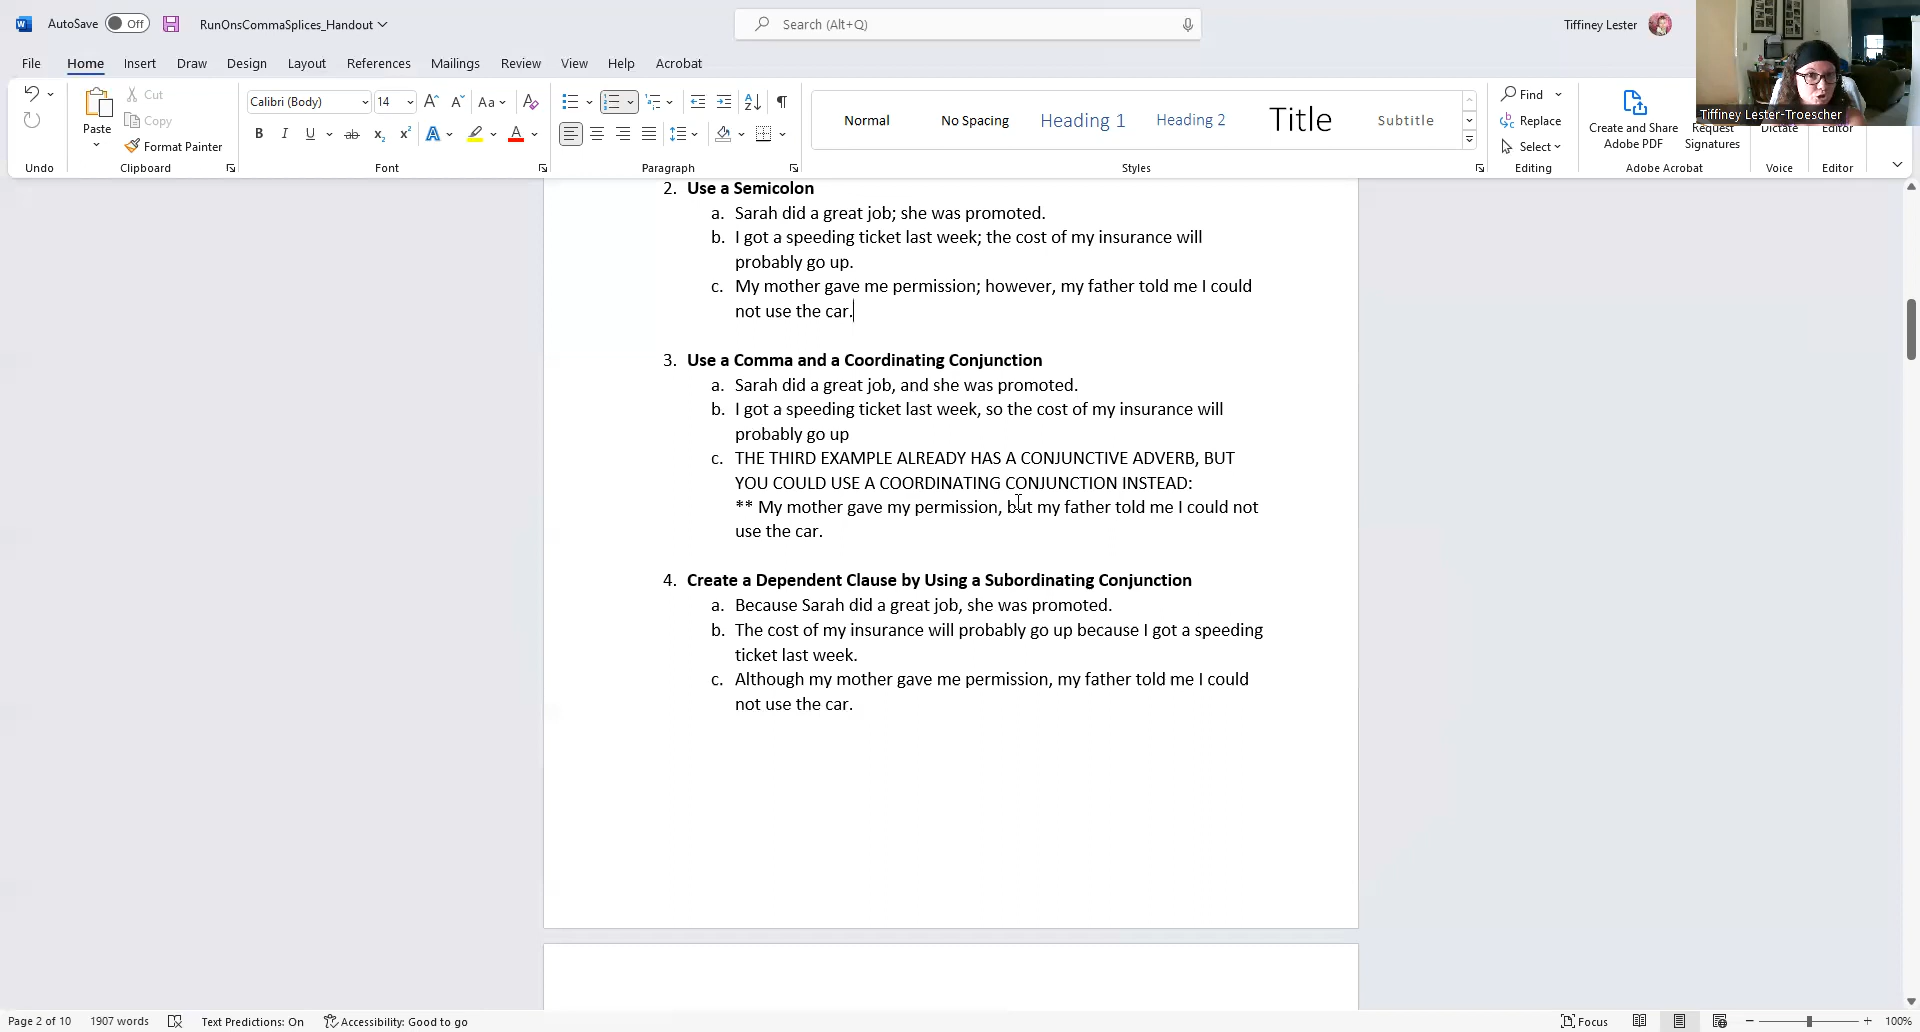 AutoSave Off RunOnsCommaSplices_Handout Search (Alt+Q) Tiffiney Lester
File Home Insert Draw Design Layout References Mailings Review View Help Acrobat
Tiffiney Lester-Troescher
Paste
Cut
Copy
Format Painter
Calibri (Body) 14
Normal No Spacing Heading 1 Heading 2 Title Subtitle
Find
Replace
Select
Create and Share Adobe PDF
Request Signatures
Dictate
Editor
Undo Clipboard Font Paragraph Styles Editing Adobe Acrobat Voice Editor
2. Use a Semicolon
a. Sarah did a great job; she was promoted.
b. I got a speeding ticket last week; the cost of my insurance will
probably go up.
c. My mother gave me permission; however, my father told me I could
not use the car.
3. Use a Comma and a Coordinating Conjunction
a. Sarah did a great job, and she was promoted.
b. I got a speeding ticket last week, so the cost of my insurance will
probably go up
c. THE THIRD EXAMPLE ALREADY HAS A CONJUNCTIVE ADVERB, BUT
YOU COULD USE A COORDINATING CONJUNCTION INSTEAD:
** My mother gave my permission, but my father told me I could not
use the car.
4. Create a Dependent Clause by Using a Subordinating Conjunction
a. Because Sarah did a great job, she was promoted.
b. The cost of my insurance will probably go up because I got a speeding
ticket last week.
c. Although my mother gave me permission, my father told me I could
not use the car.
Page 2 of 10 1907 words Text Predictions: On Accessibility: Good to go Focus 100%